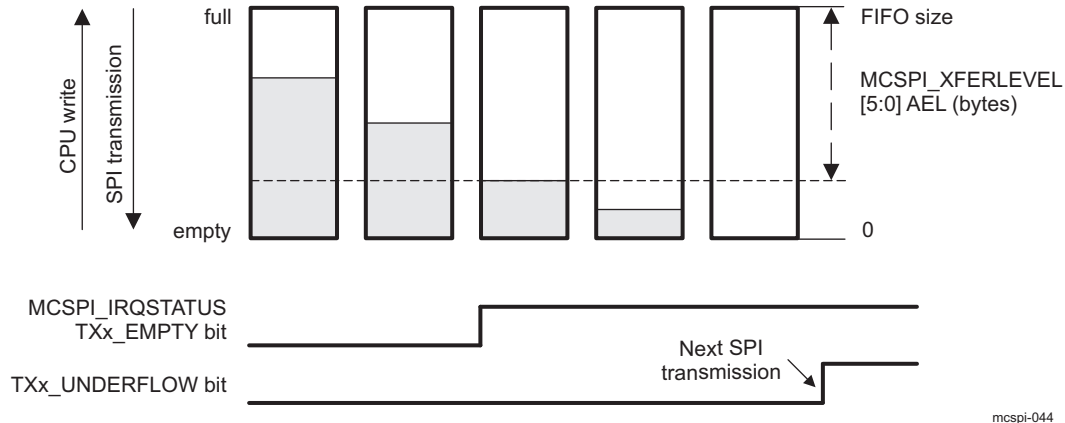 full
FIFO size
CPU write
SPI transmission
MCSPI_XFERLEVEL
[5:0] AEL (bytes)
empty
0
MCSPI_IRQSTATUS
TXx_EMPTY bit
Next SPI
transmission
TXx_UNDERFLOW bit
mcspi-044